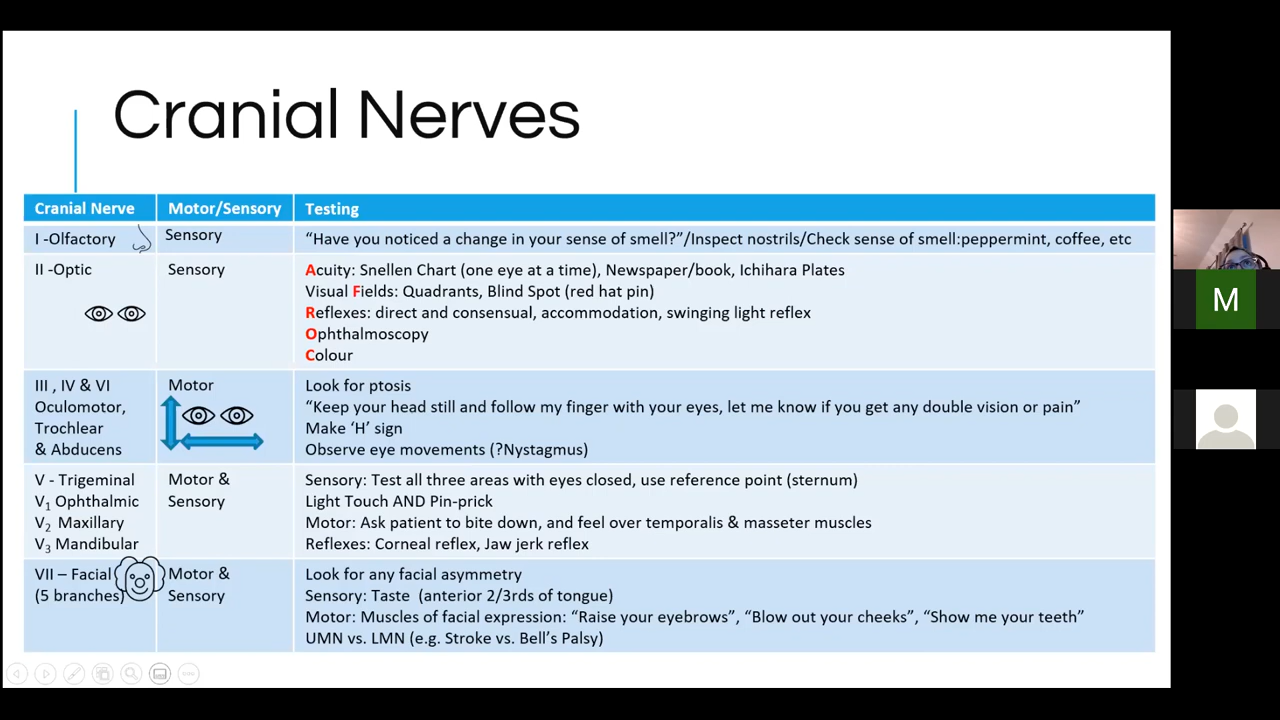 Cranial Nerves
Cranial Nerve Motor/Sensory Testing
I -Olfactory Sensory “Have you noticed a change in your sense of smell?”/Inspect nostrils/Check sense of smell:peppermint, coffee, etc
II -Optic Sensory Acuity: Snellen Chart (one eye at a time), Newspaper/book, Ichihara Plates
Visual Fields: Quadrants, Blind Spot (red hat pin)
Reflexes: direct and consensual, accommodation, swinging light reflex
Ophthalmoscopy
Colour
III , IV & VI Motor Look for ptosis
Oculomotor, “Keep your head still and follow my finger with your eyes, let me know if you get any double vision or pain”
Trochlear Make ‘H’ sign
& Abducens Observe eye movements (?Nystagmus)
V - Trigeminal Motor & Sensory: Test all three areas with eyes closed, use reference point (sternum)
V1 Ophthalmic Sensory Light Touch AND Pin-prick
V2 Maxillary Motor: Ask patient to bite down, and feel over temporalis & masseter muscles
V3 Mandibular Reflexes: Corneal reflex, Jaw jerk reflex
VII – Facial Motor & Look for any facial asymmetry
(5 branches) Sensory Sensory: Taste (anterior 2/3rds of tongue)
Motor: Muscles of facial expression: “Raise your eyebrows”, “Blow out your cheeks”, “Show me your teeth”
UMN vs. LMN (e.g. Stroke vs. Bell’s Palsy)
M